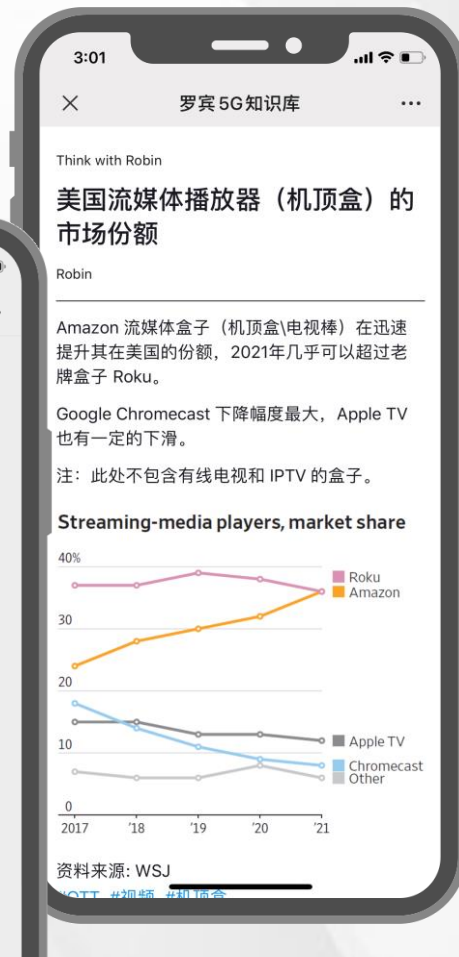 3:01
罗宾5G知识库
Think with Robin
美国流媒体播放器（机顶盒）的
市场份额
Robin
Amazon 流媒体盒子（机顶盒\电视棒）在迅速
提升其在美国的份额，2021年几乎可以超过老
牌盒子 Roku。
Google Chromecast 下降幅度最大，Apple TV
也有一定的下滑。
注：此处不包含有线电视和 IPTV 的盒子。
Streaming-media players, market share
40%
30
20
10
0
Roku
Amazon
Apple TV
Chromecast
Other
2017 '18 '19 '20 '21
资料来源: WSJ
#OTT #视频 #机顶盒